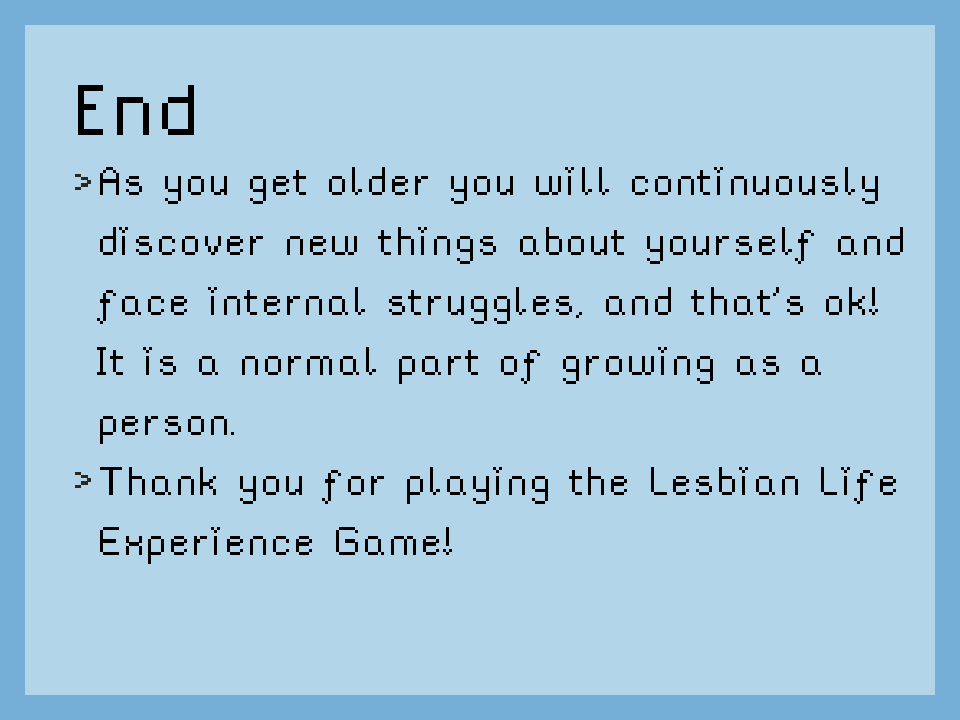 End
>As you get older you will continuously
discover new things about yourself and
face internal struggles, and that's ok!
It is a normal part of growing as a
person.
>Thank you for playing the Lesbian Life
Experience Game!